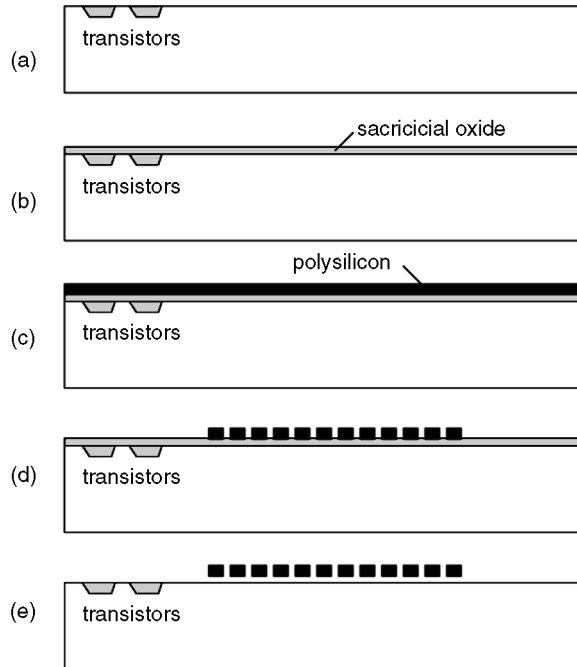 transistors
(a)
sacricicial oxide
transistors
(b)
polysilicon
transistors
(c)
transistors
(d)
transistors
(e)